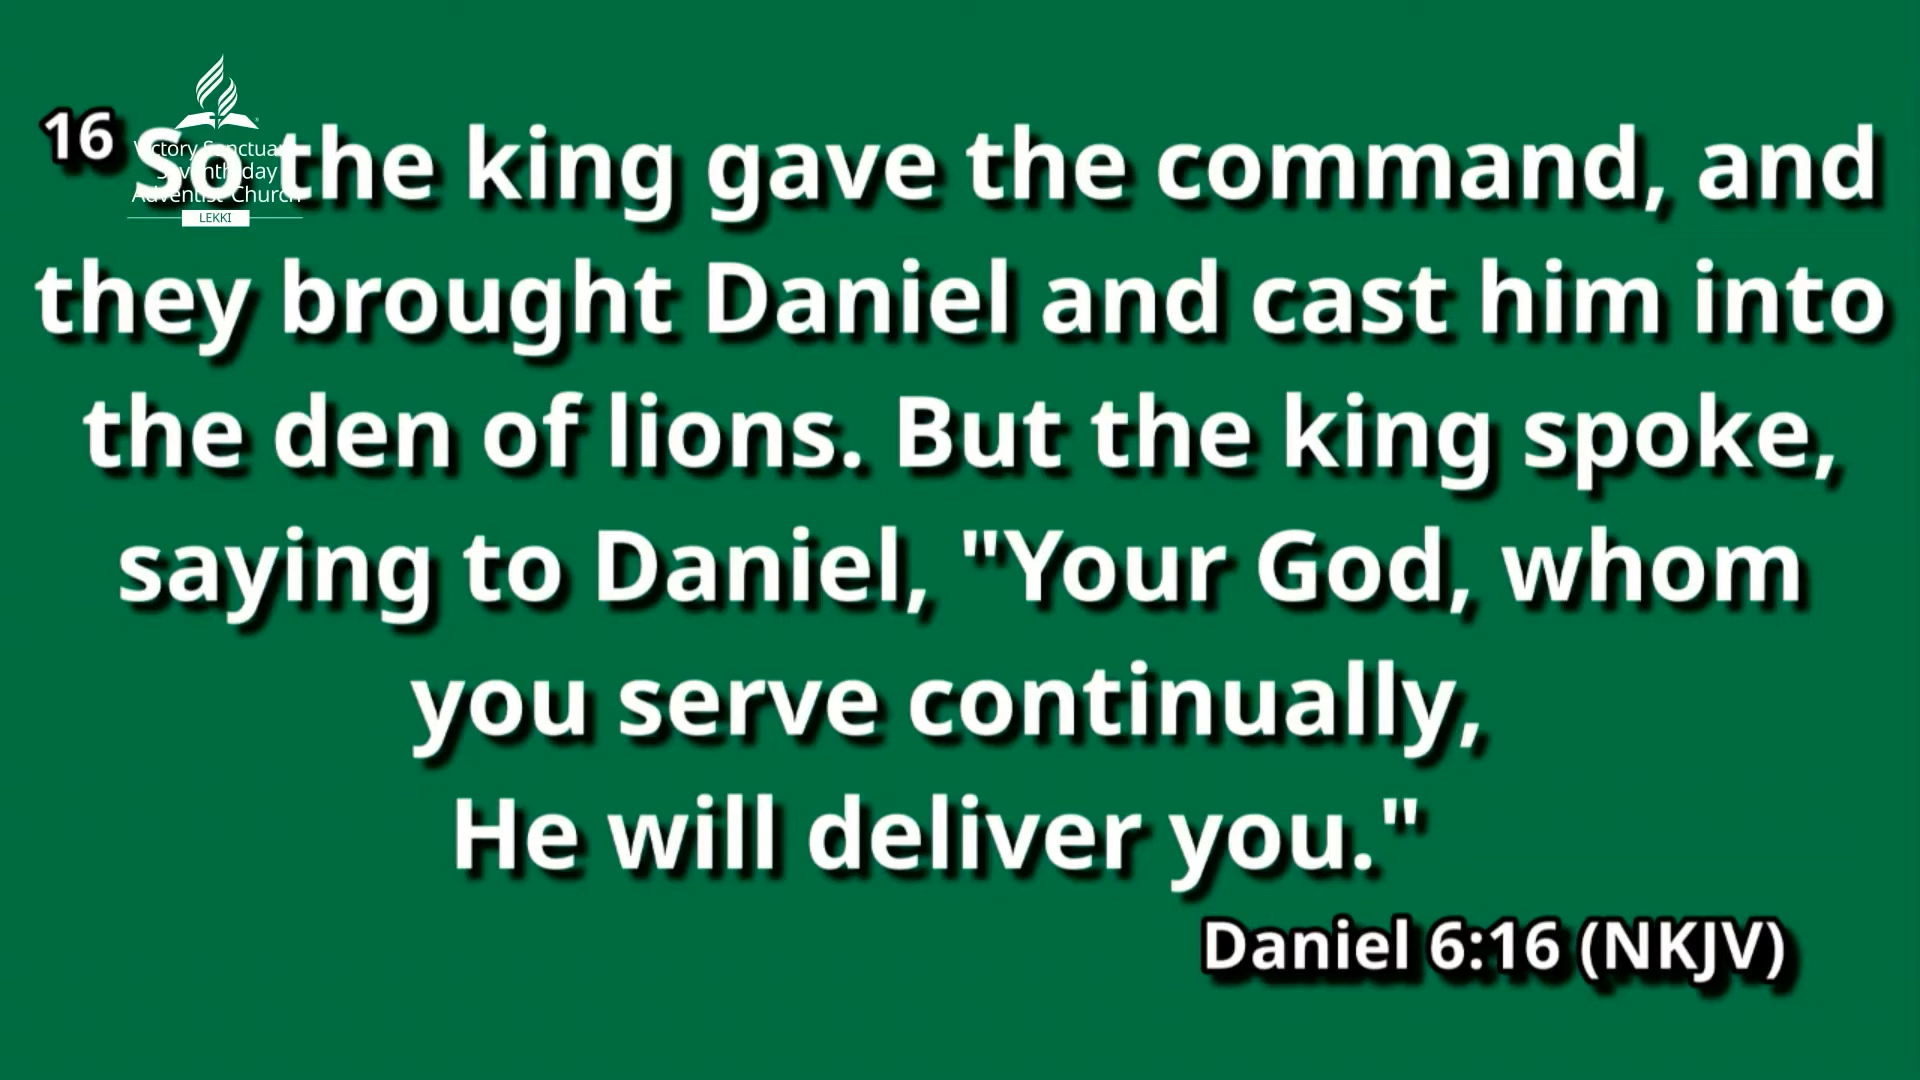 Victory Sanctuary
Seventh-day
Adventist Church
LEKKI
16 So the king gave the command, and
they brought Daniel and cast him into
the den of lions. But the king spoke,
saying to Daniel, "Your God, whom
you serve continually,
He will deliver you."
Daniel 6:16 (NKJV)